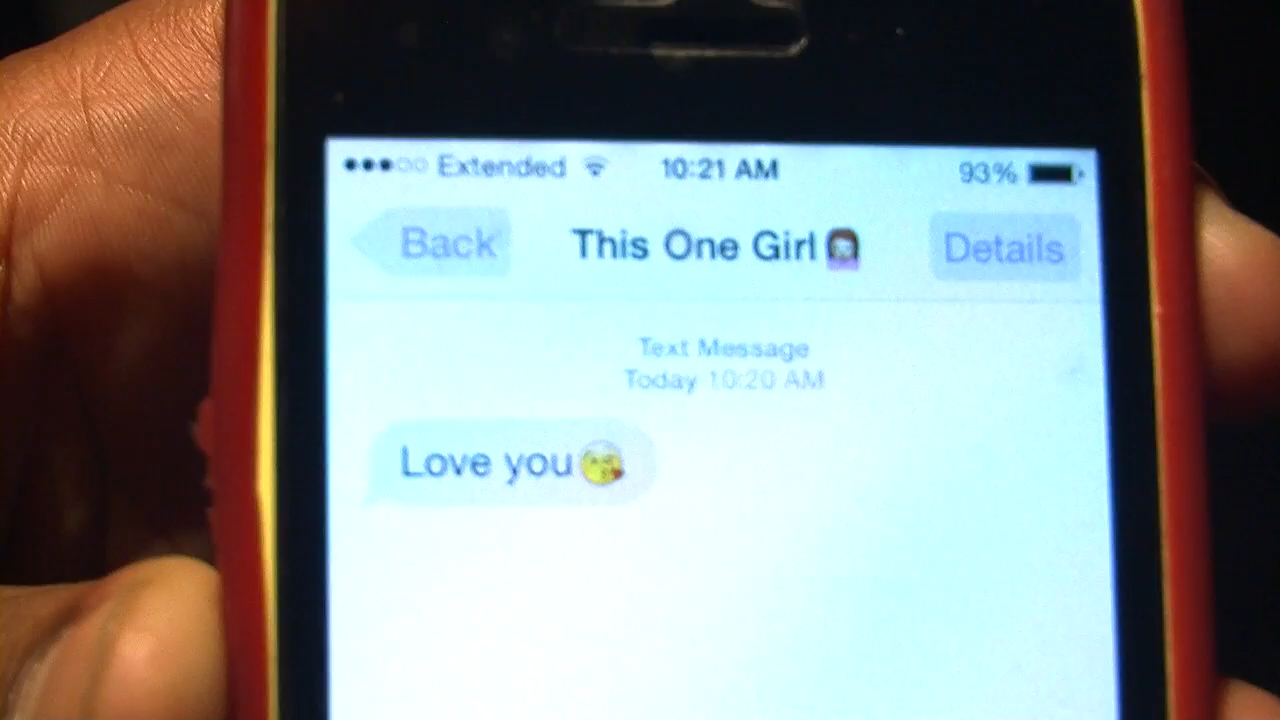 ●●●○○ Extended 10:21 AM 93%
Back This One Girl🙍🏻 Details
Text Message
Today 10:20 AM
Love you😘